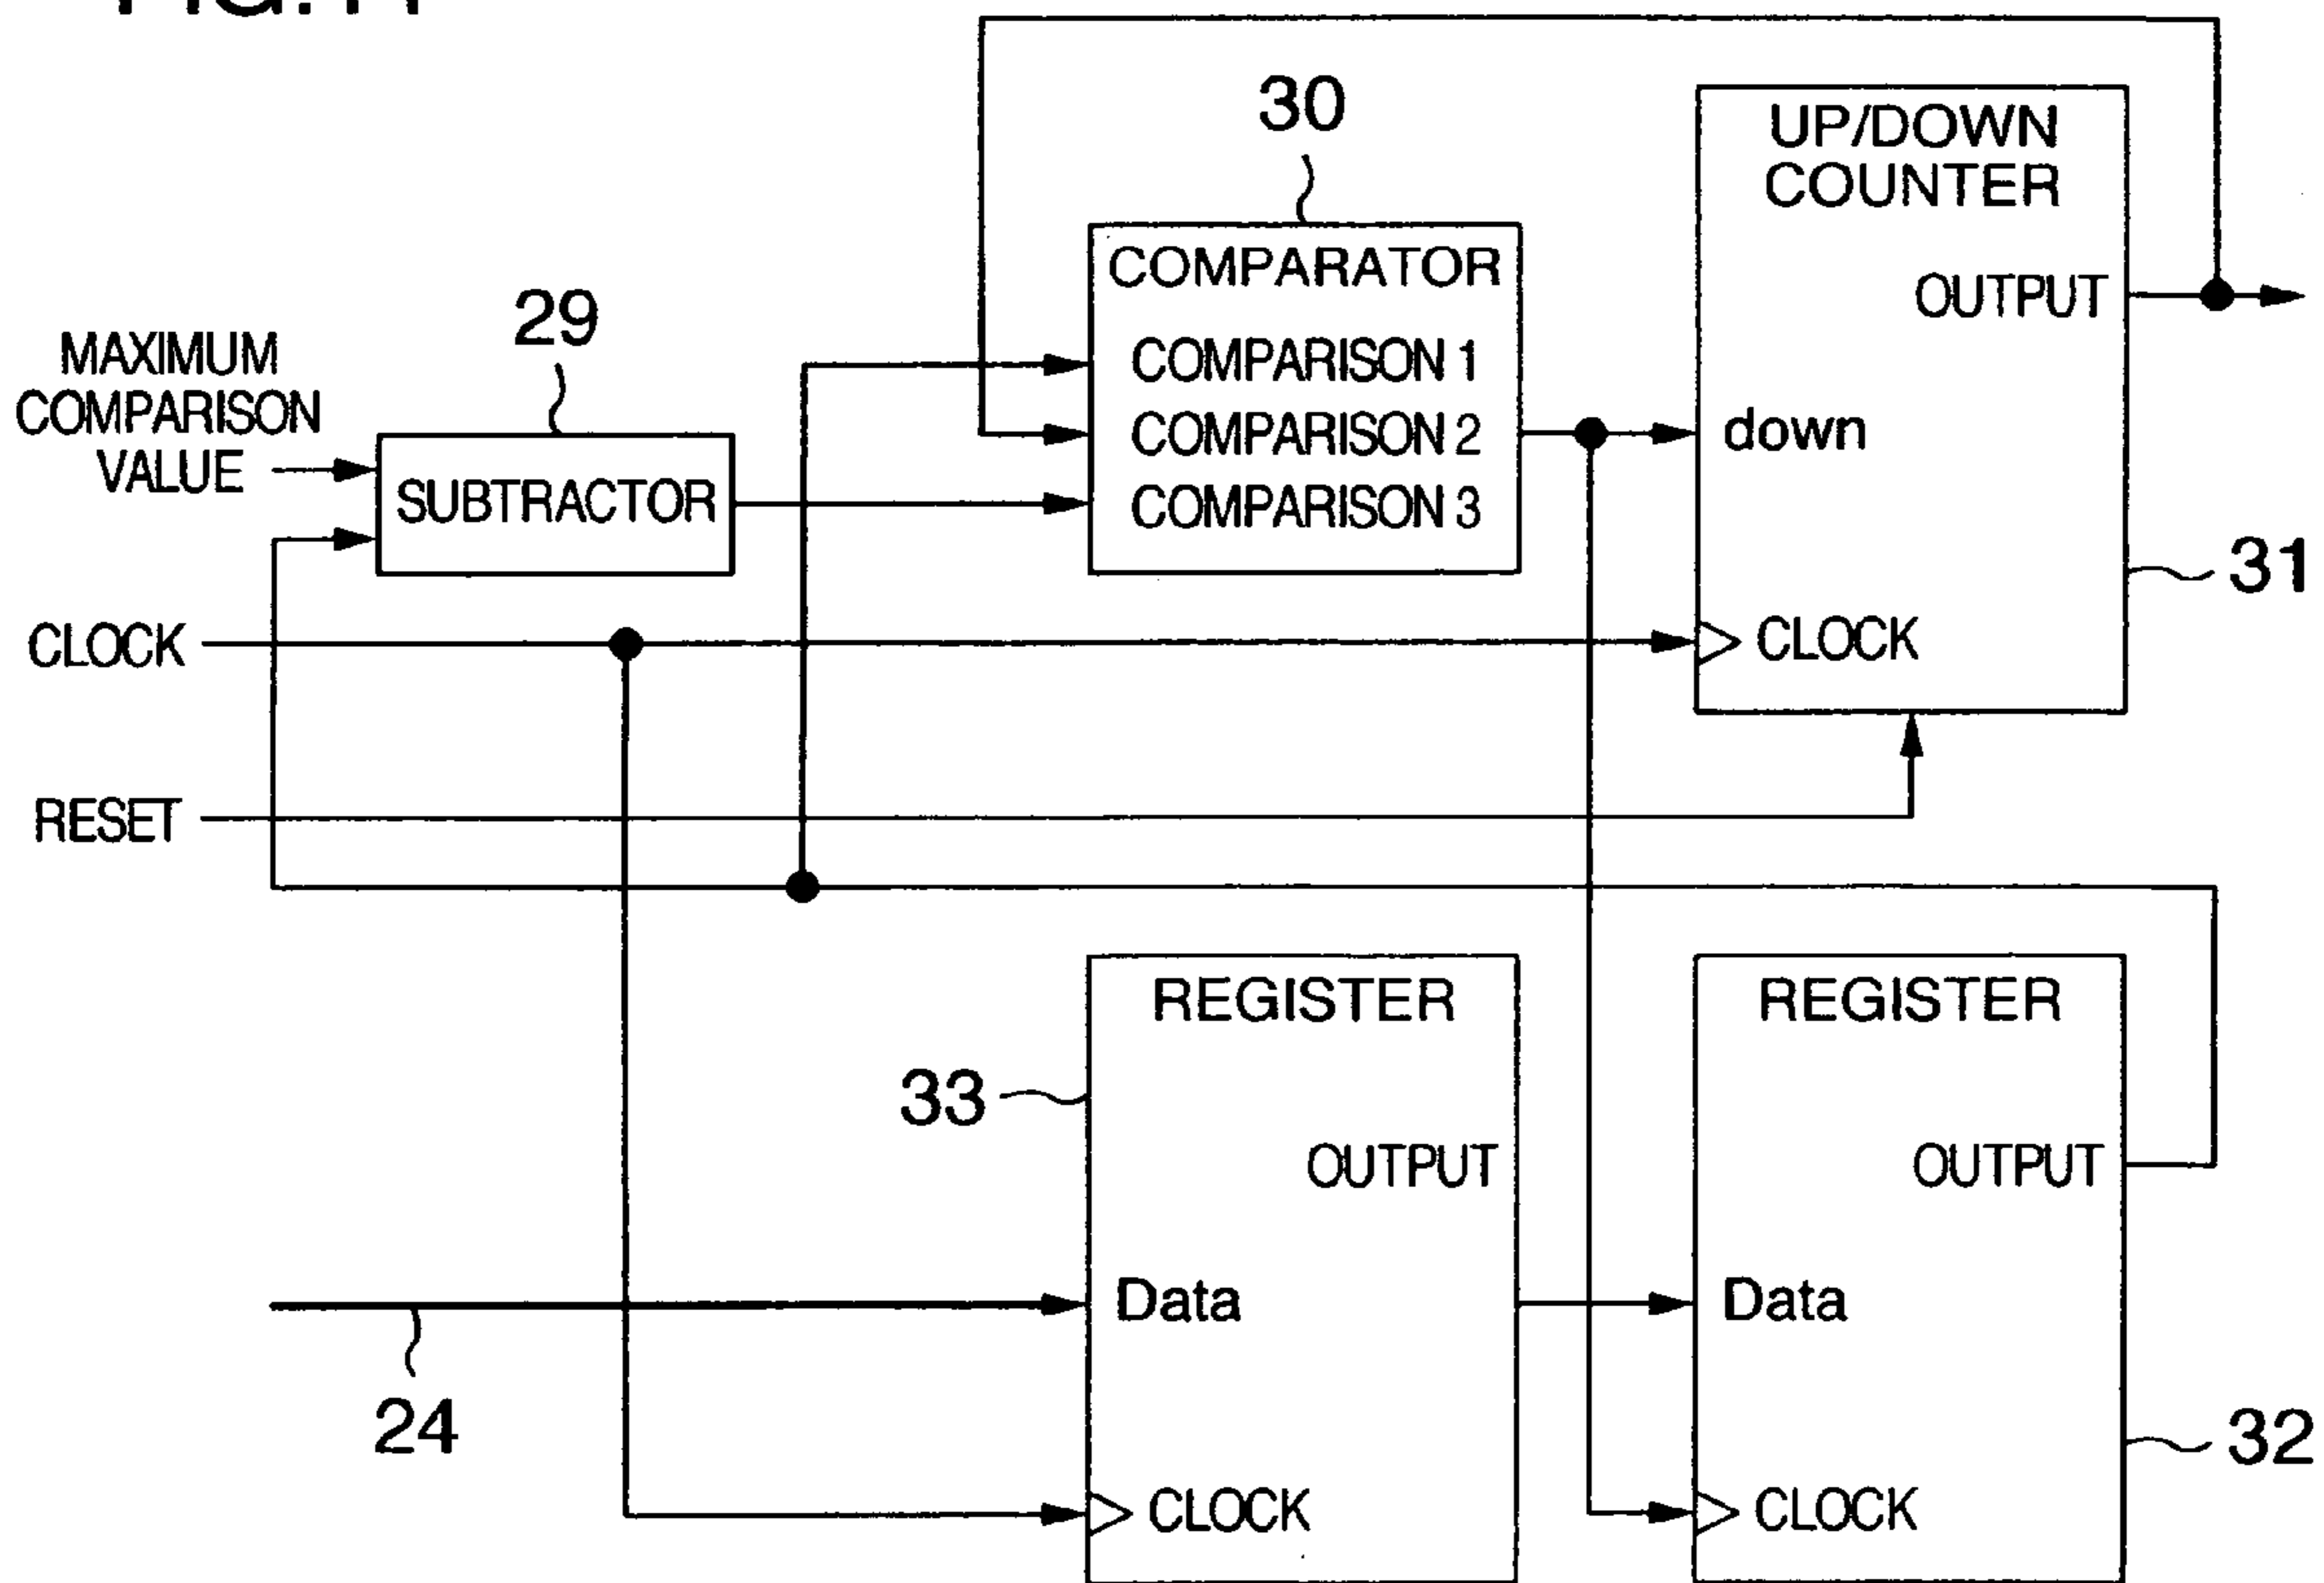 30
UP/DOWN
COUNTER
OUTPUT
down
CLOCK
31
COMPARATOR
COMPARISON 1
COMPARISON 2
COMPARISON 3
29
MAXIMUM
COMPARISON
VALUE
SUBTRACTOR
CLOCK
RESET
REGISTER
33
OUTPUT
Data
CLOCK
24
REGISTER
OUTPUT
Data
CLOCK
32